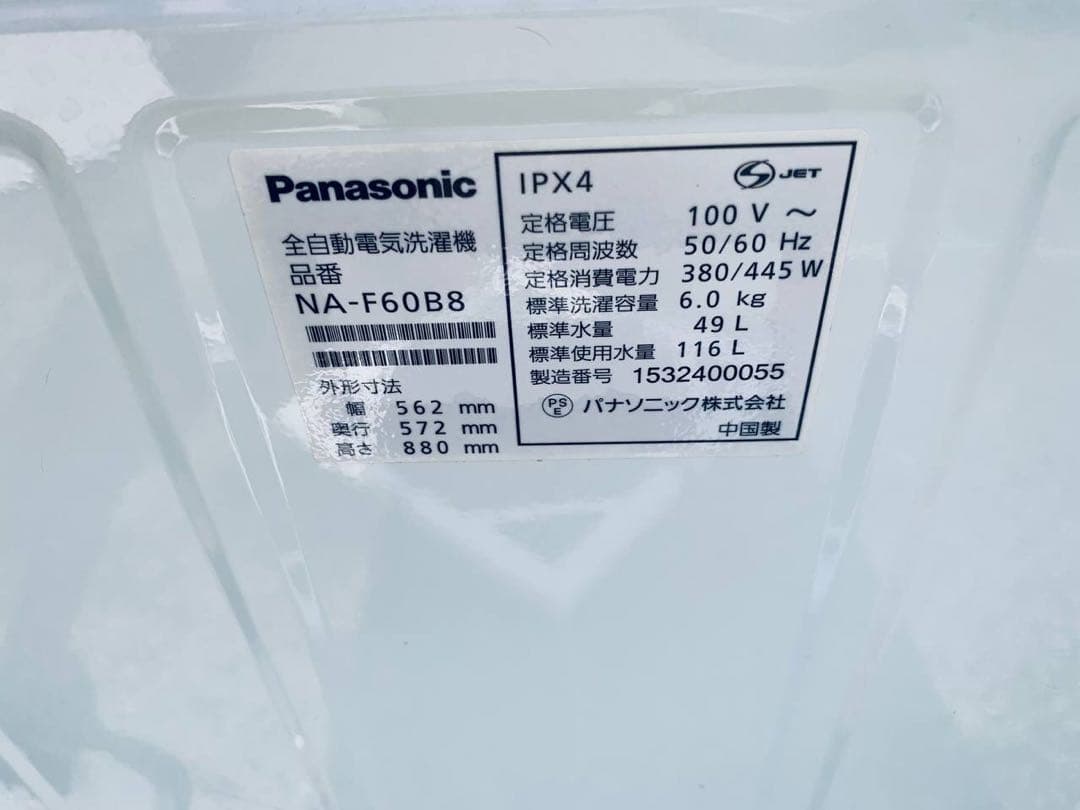 Panasonic
全自動電気洗濯機
品番
NA-F60B8
外形寸法
幅 562 mm
奥行 572 mm
高さ 880 mm
IPX4
S JET
定格電圧 100 V ～
定格周波数 50/60 Hz
定格消費電力 380/445 W
標準洗濯容量 6.0 kg
標準水量 49 L
標準使用水量 116 L
製造番号 1532400055
PS E パナソニック株式会社
中国製